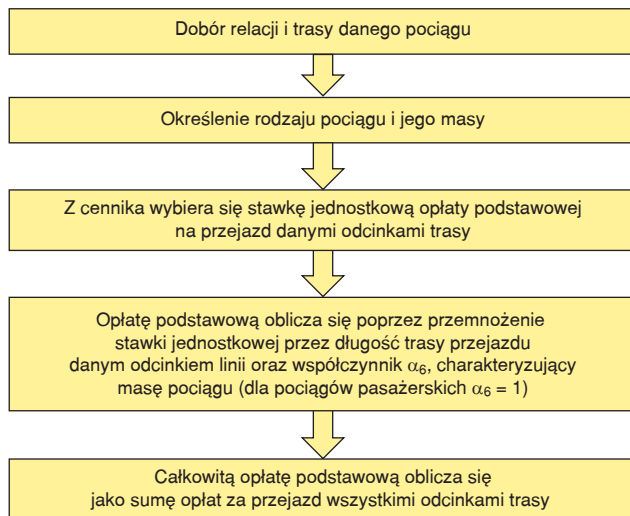 Dobór relacji i trasy danego pociągu
Określenie rodzaju pociągu i jego masy
Z cennika wybiera się stawkę jednostkową opłaty podstawowej
na przejazd danymi odcinkami trasy
Opłatę podstawową oblicza się poprzez przemnożenie
stawki jednostkowej przez długość trasy przejazdu
danym odcinkiem linii oraz współczynnik α₆, charakteryzujący
masę pociągu (dla pociągów pasażerskich α₆ = 1)
Całkowitą opłatę podstawową oblicza się
jako sumę opłat za przejazd wszystkimi odcinkami trasy